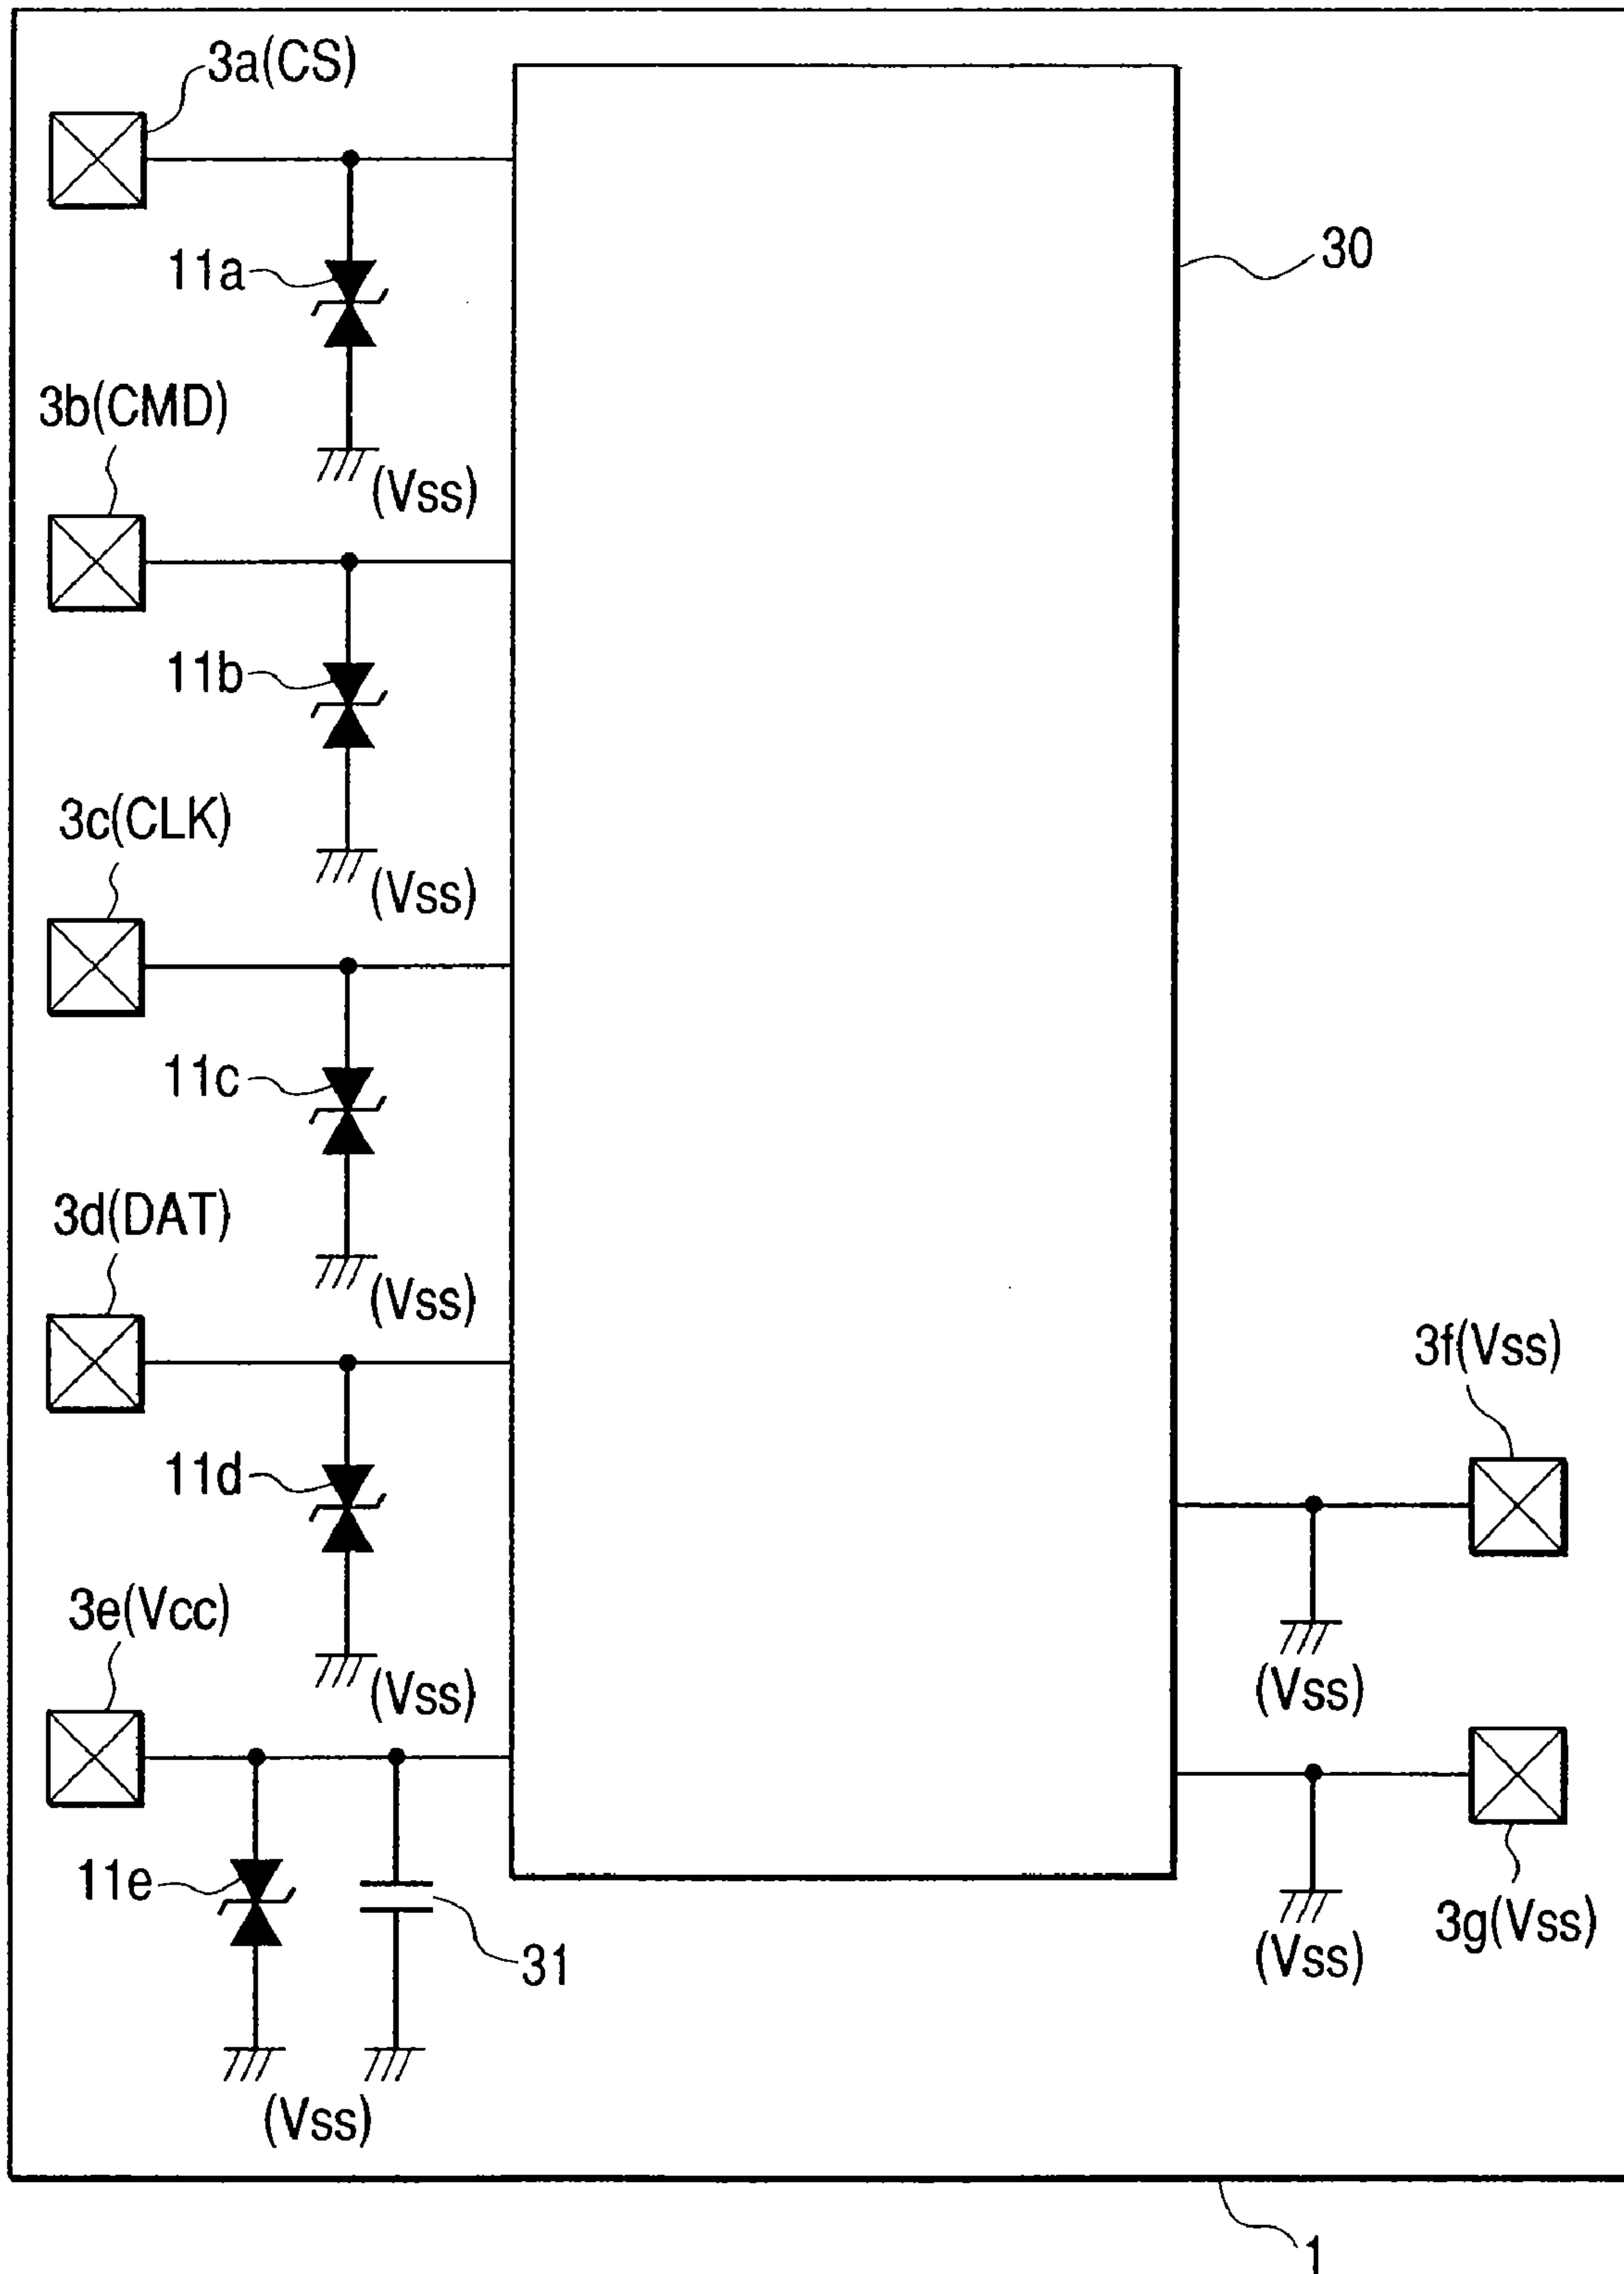 3a(CS)
30
11a
3b(CMD)
(Vss)
11b
3c(CLK)
(Vss)
11c
3d(DAT)
(Vss)
3f(Vss)
11d
3e(Vcc)
(Vss)
(Vss)
11e
31
3g(Vss)
(Vss)
(Vss)
1